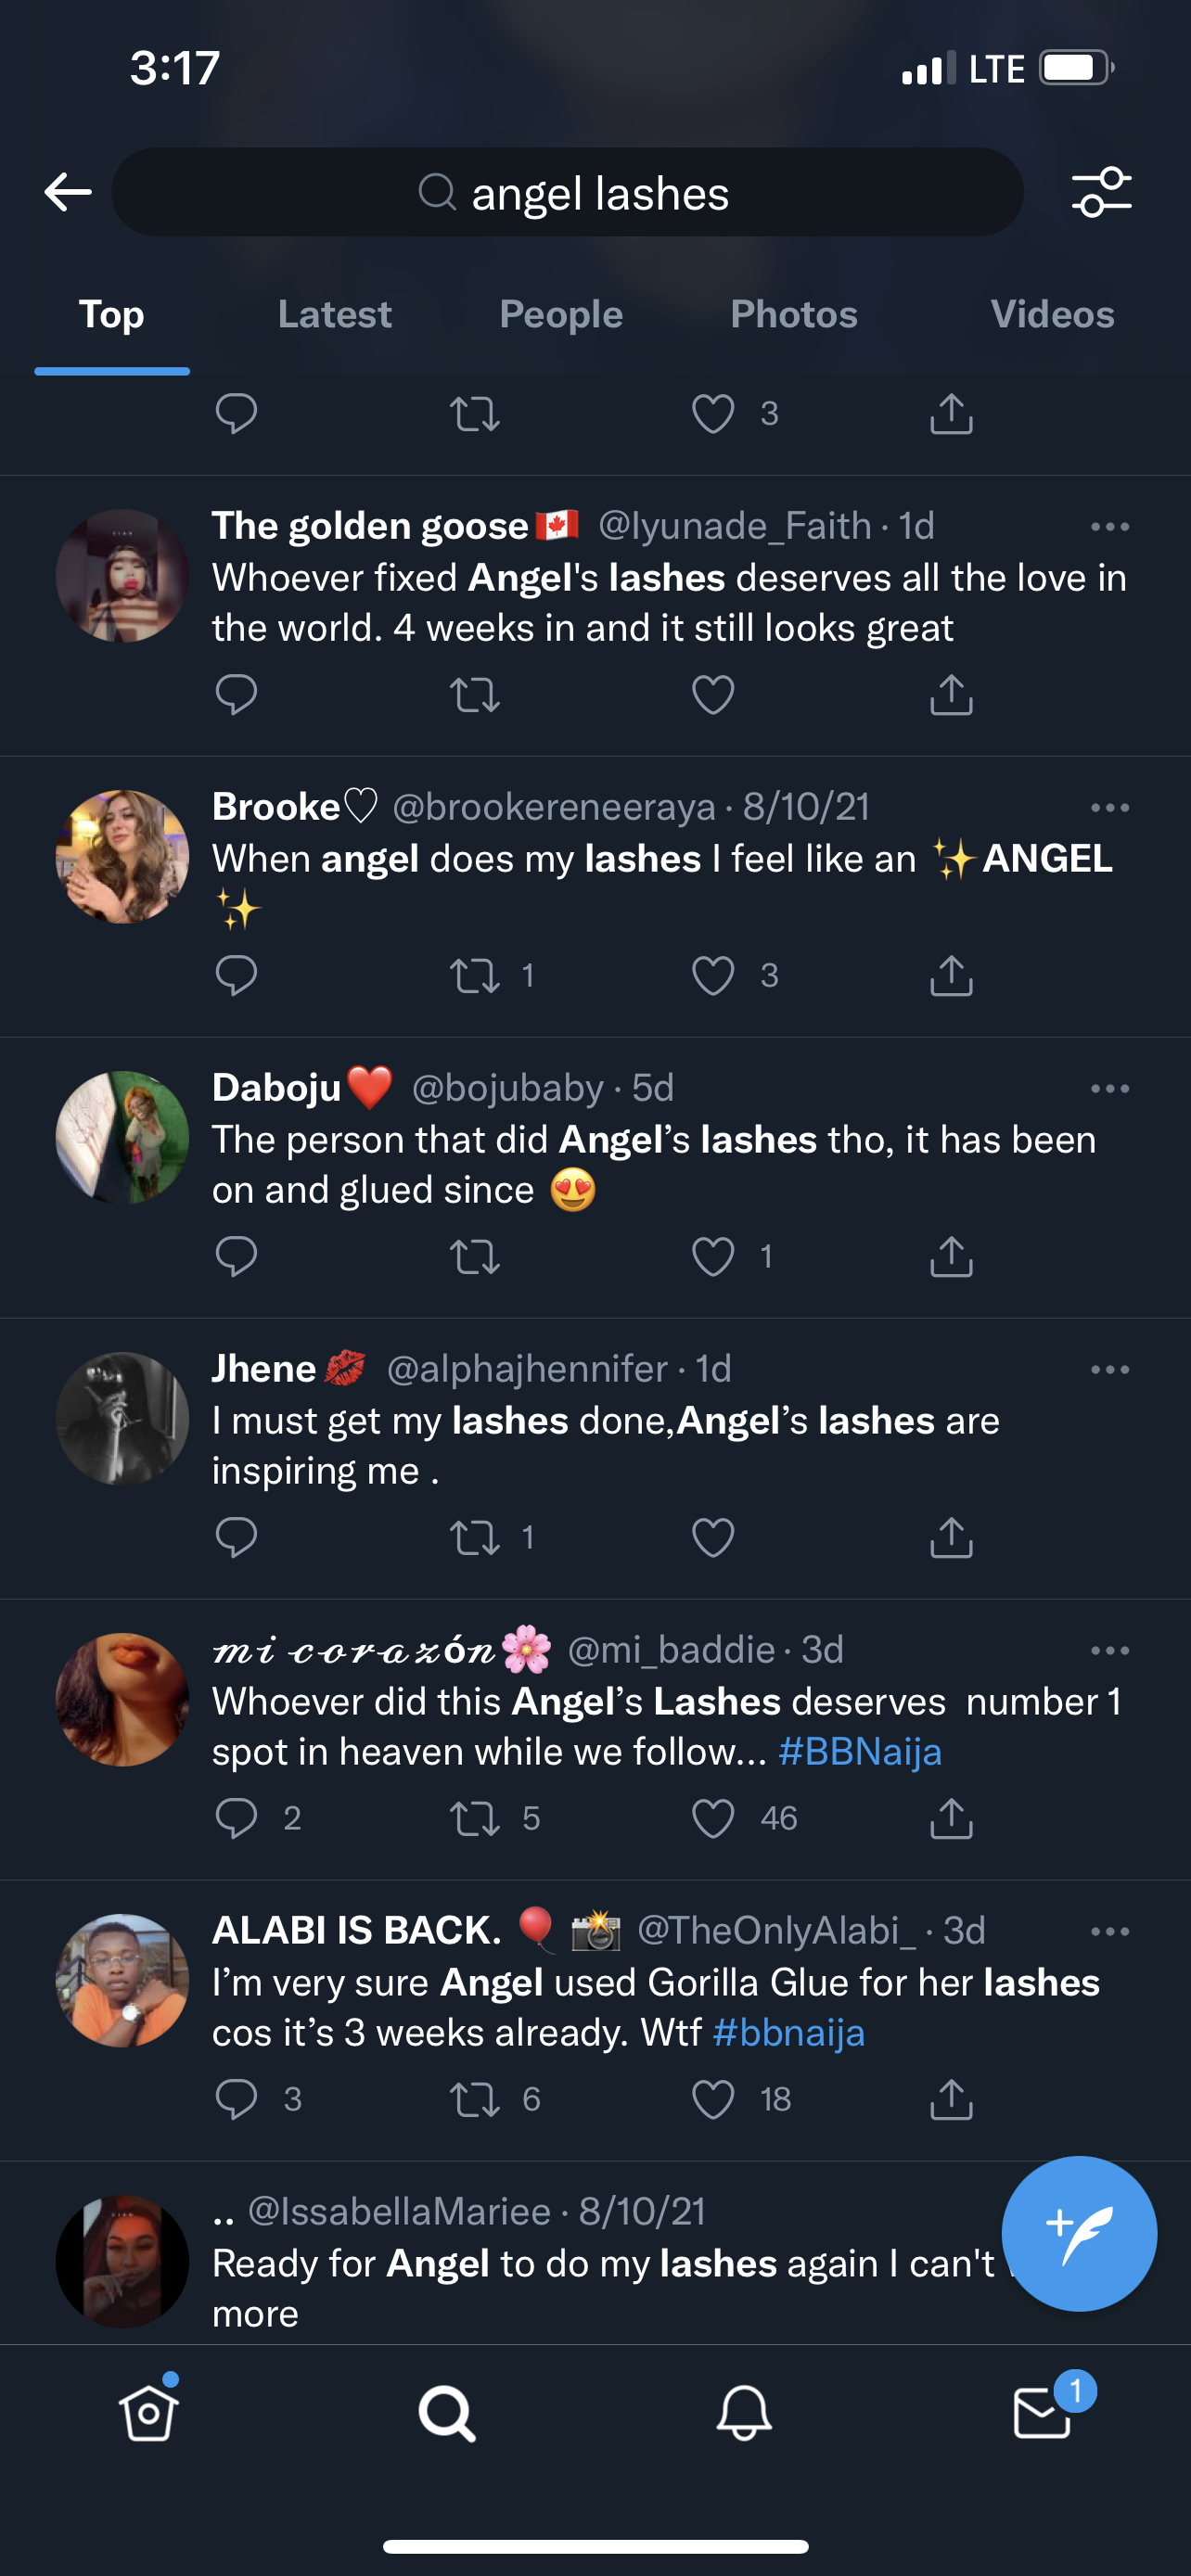 3:17 LTE
angel lashes
Top Latest People Photos Videos
3
The golden goose🇨🇦 @Iyunade_Faith · 1d
Whoever fixed Angel's lashes deserves all the love in
the world. 4 weeks in and it still looks great
Brooke♡ @brookereneeraya · 8/10/21
When angel does my lashes I feel like an ✨ANGEL
✨
1 3
Daboju❤️ @bojubaby · 5d
The person that did Angel’s lashes tho, it has been
on and glued since 😍
1
Jhene💋 @alphajhennifer · 1d
I must get my lashes done,Angel’s lashes are
inspiring me .
1
𝓂𝒾 𝒸𝑜𝓇𝒶𝓏ó𝓃🌸 @mi_baddie · 3d
Whoever did this Angel’s Lashes deserves  number 1
spot in heaven while we follow... #BBNaija
2 5 46
ALABI IS BACK. 🎈 📸 @TheOnlyAlabi_ · 3d
I’m very sure Angel used Gorilla Glue for her lashes
cos it’s 3 weeks already. Wtf #bbnaija
3 6 18
.. @IssabellaMariee · 8/10/21
Ready for Angel to do my lashes again I can't
more
1